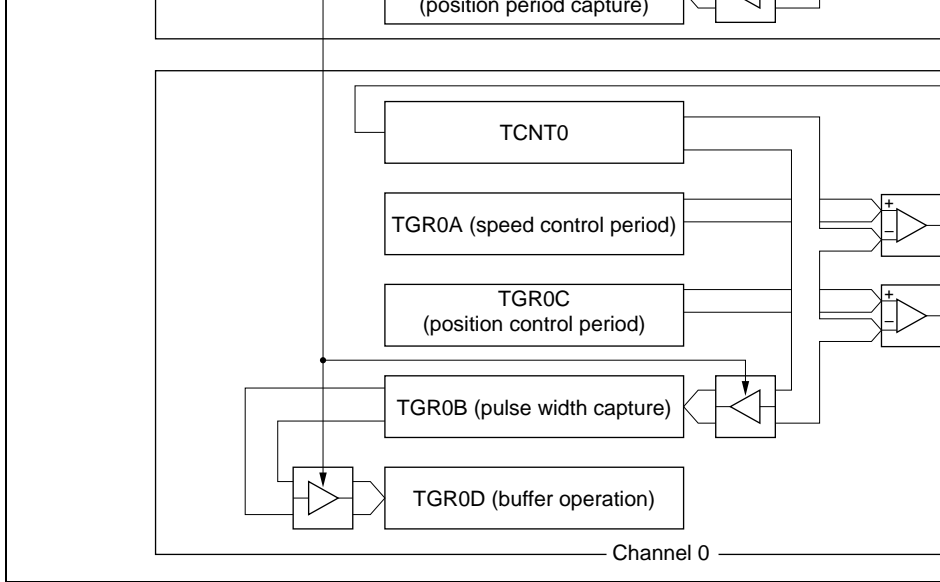 (position period capture)
TCNT0
TGR0A (speed control period)
+
−
TGR0C
(position control period)
+
−
TGR0B (pulse width capture)
TGR0D (buffer operation)
Channel 0